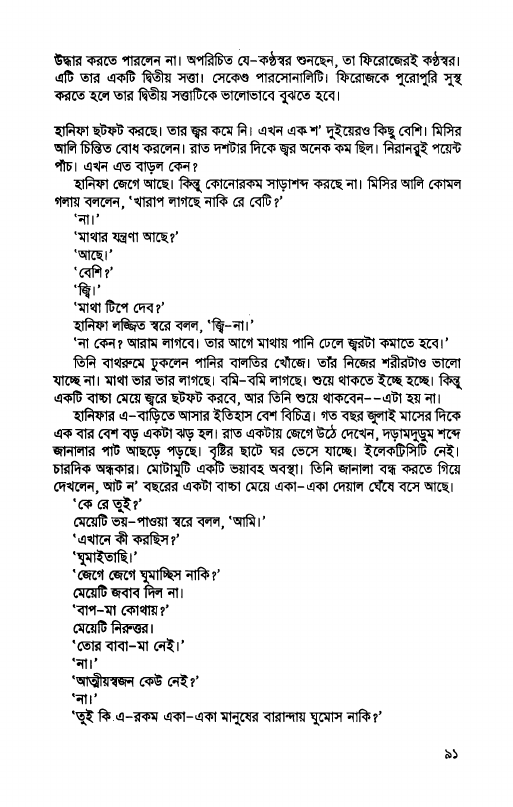 উদ্ধার করতে পারলেন না। অপরিচিত যে-কণ্ঠস্বর শুনছেন, তা ফিরোজেরই কণ্ঠস্বর।
এটি তার একটি দ্বিতীয় সত্তা। সেকেণ্ড পারসোনালিটি। ফিরোজকে পুরোপুরি সুস্থ
করতে হলে তার দ্বিতীয় সত্তাটিকে ভালোভাবে বুঝতে হবে।
হানিফা ছটফট করছে। তার জ্বর কমে নি। এখন এক শ' দুইয়েরও কিছু বেশি। মিসির
আলি চিন্তিত বোধ করলেন। রাত দশটার দিকে জ্বর অনেক কম ছিল। নিরানব্বুই পয়েন্ট
পাঁচ। এখন এত বাড়ল কেন?
হানিফা জেগে আছে। কিন্তু কোনোরকম সাড়াশব্দ করছে না। মিসির আলি কোমল
গলায় বললেন, 'খারাপ লাগছে নাকি রে বেটি?'
'না।'
'মাথার যন্ত্রণা আছে?'
'আছে।'
'বেশি?'
'জ্বি।'
'মাথা টিপে দেব?'
হানিফা লজ্জিত স্বরে বলল, 'জ্বি-না।'
'না কেন? আরাম লাগবে। তার আগে মাথায় পানি ঢেলে জ্বরটা কমাতে হবে।'
তিনি বাথরুমে ঢুকলেন পানির বালতির খোঁজে। তাঁর নিজের শরীরটাও ভালো
যাচ্ছে না। মাথা ভার ভার লাগছে। বমি-বমি লাগছে। শুয়ে থাকতে ইচ্ছে হচ্ছে। কিন্তু
একটি বাচ্চা মেয়ে জ্বরে ছটফট করবে, আর তিনি শুয়ে থাকবেন--এটা হয় না।
হানিফার এ-বাড়িতে আসার ইতিহাস বেশ বিচিত্র। গত বছর জুলাই মাসের দিকে
এক বার বেশ বড় একটা ঝড় হল। রাত একটায় জেগে উঠে দেখেন, দড়ামদুড়ুম শব্দে
জানালার পাট আছড়ে পড়ছে। বৃষ্টির ছাটে ঘর ভেসে যাচ্ছে। ইলেকট্রিসিটি নেই।
চারদিক অন্ধকার। মোটামুটি একটি ভয়াবহ অবস্থা। তিনি জানালা বন্ধ করতে গিয়ে
দেখলেন, আট ন' বছরের একটা বাচ্চা মেয়ে একা-একা দেয়াল ঘেঁষে বসে আছে।
'কে রে তুই?'
মেয়েটি ভয়-পাওয়া স্বরে বলল, 'আমি।'
'এখানে কী করছিস?'
'ঘুমাইতাছি।'
'জেগে জেগে ঘুমাচ্ছিস নাকি?'
মেয়েটি জবাব দিল না।
'বাপ-মা কোথায়?'
মেয়েটি নিরুত্তর।
'তোর বাবা-মা নেই।'
'না।'
'আত্মীয়স্বজন কেউ নেই?'
'না।'
'তুই কি এ-রকম একা-একা মানুষের বারান্দায় ঘুমোস নাকি?'
৯১